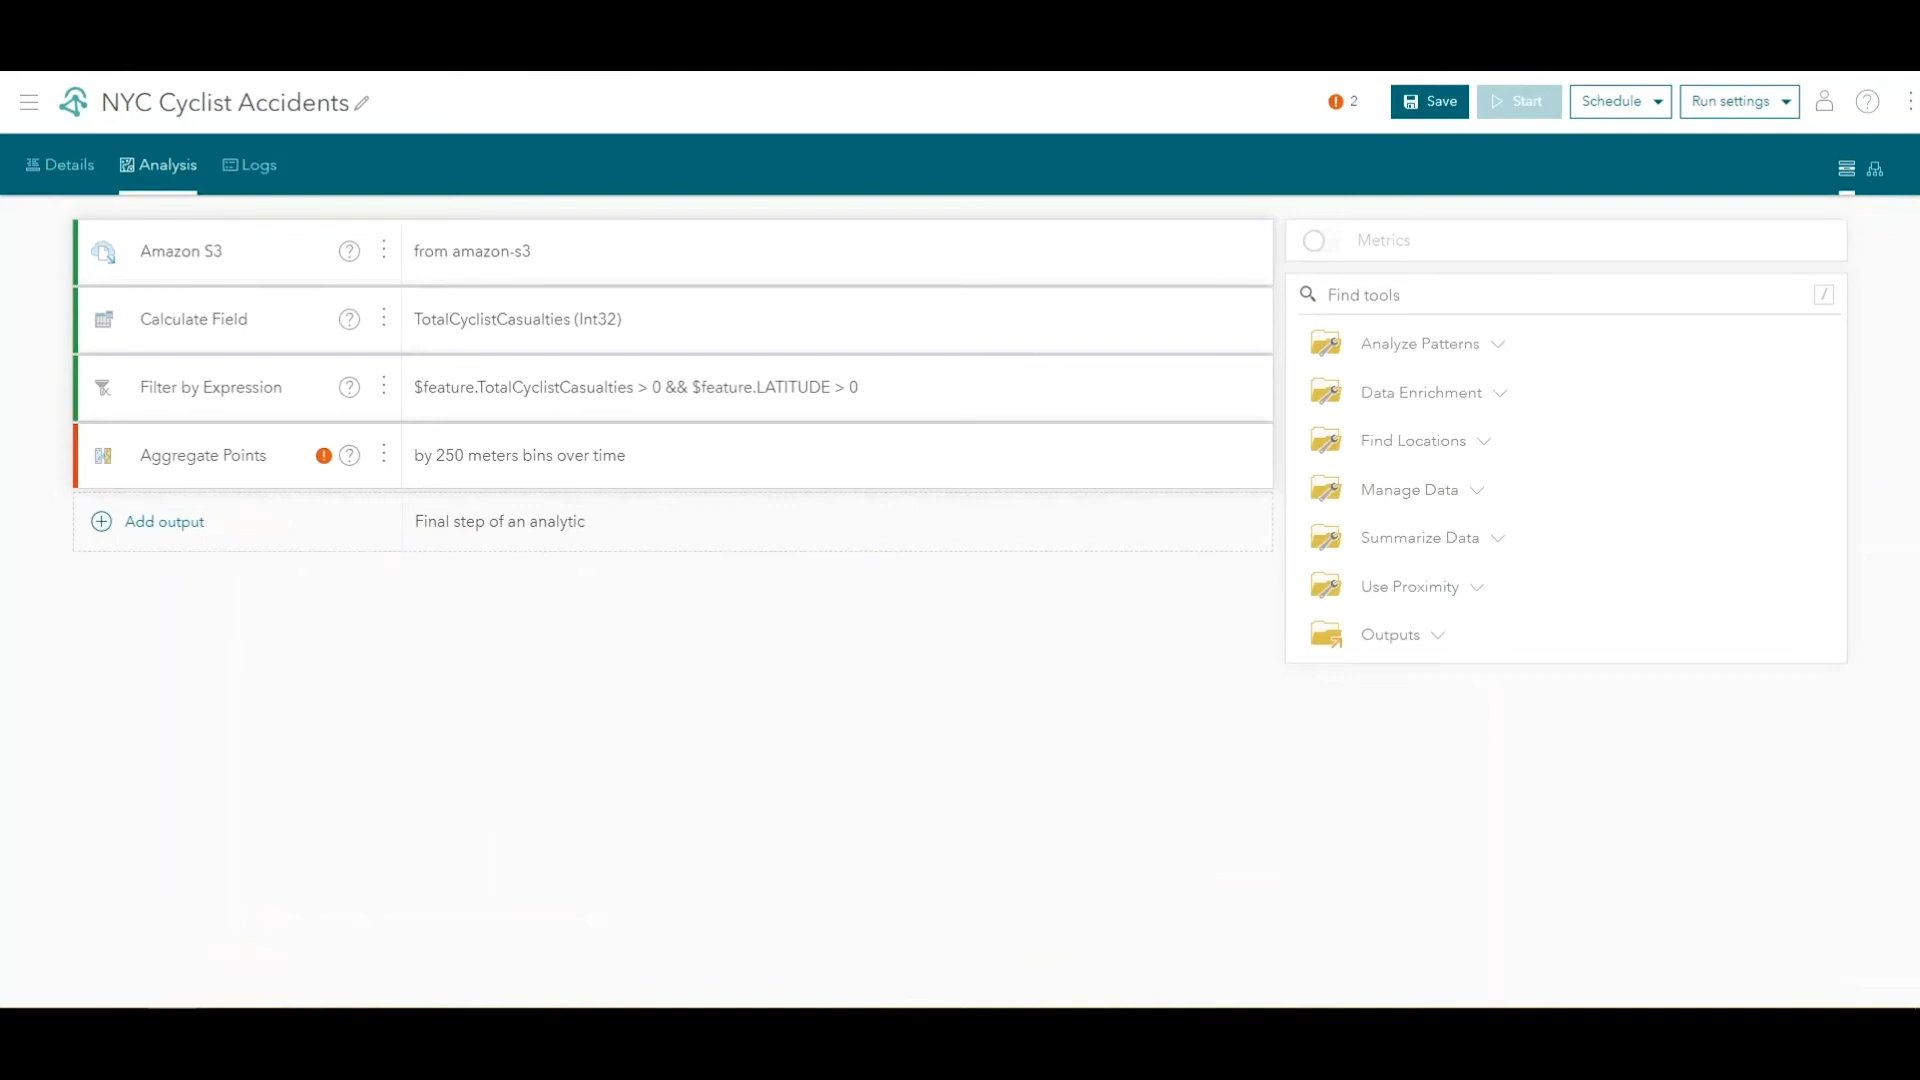 NYC Cyclist Accidents
! 2
Save
Start
Schedule
Run settings
?
Details
Analysis
Logs
Amazon S3
?
from amazon-s3
Calculate Field
?
TotalCyclistCasualties (Int32)
Filter by Expression
?
$feature.TotalCyclistCasualties > 0 && $feature.LATITUDE > 0
Aggregate Points
! ?
by 250 meters bins over time
Add output
Final step of an analytic
Metrics
Find tools
/
Analyze Patterns
Data Enrichment
Find Locations
Manage Data
Summarize Data
Use Proximity
Outputs